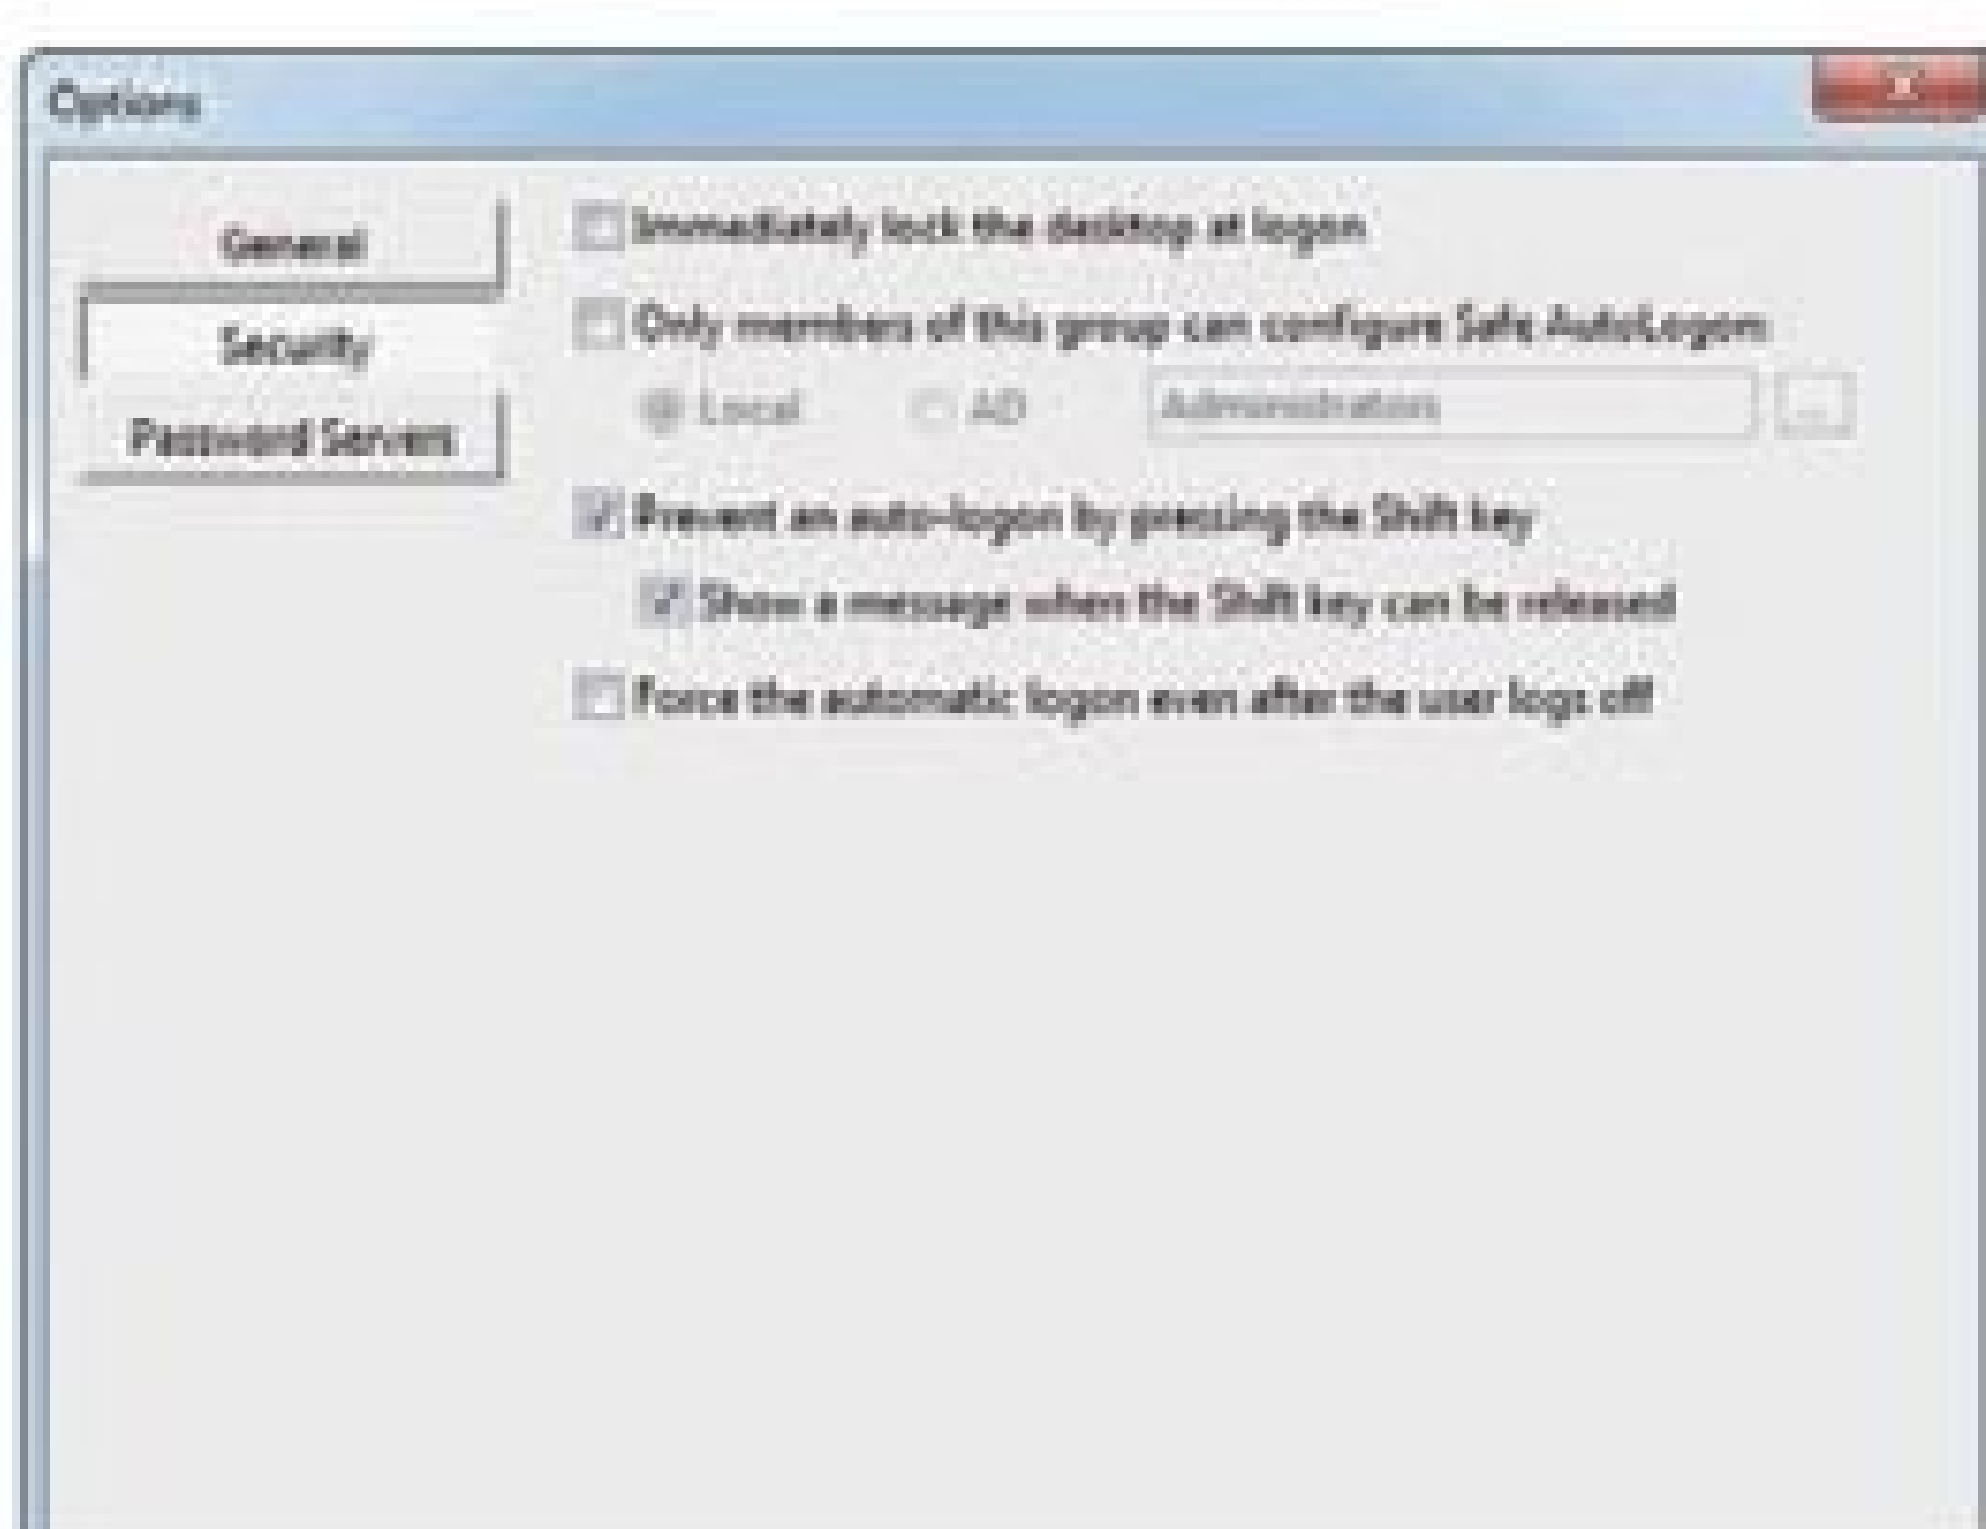 Options
General
Security
Password Servers
Immediately lock the desktop at logon
Only members of this group can configure Safe AutoLogon:
Local
AD
Administrators
...
Prevent an auto-logon by pressing the Shift key
Show a message when the Shift key can be released
Force the automatic logon even after the user logs off